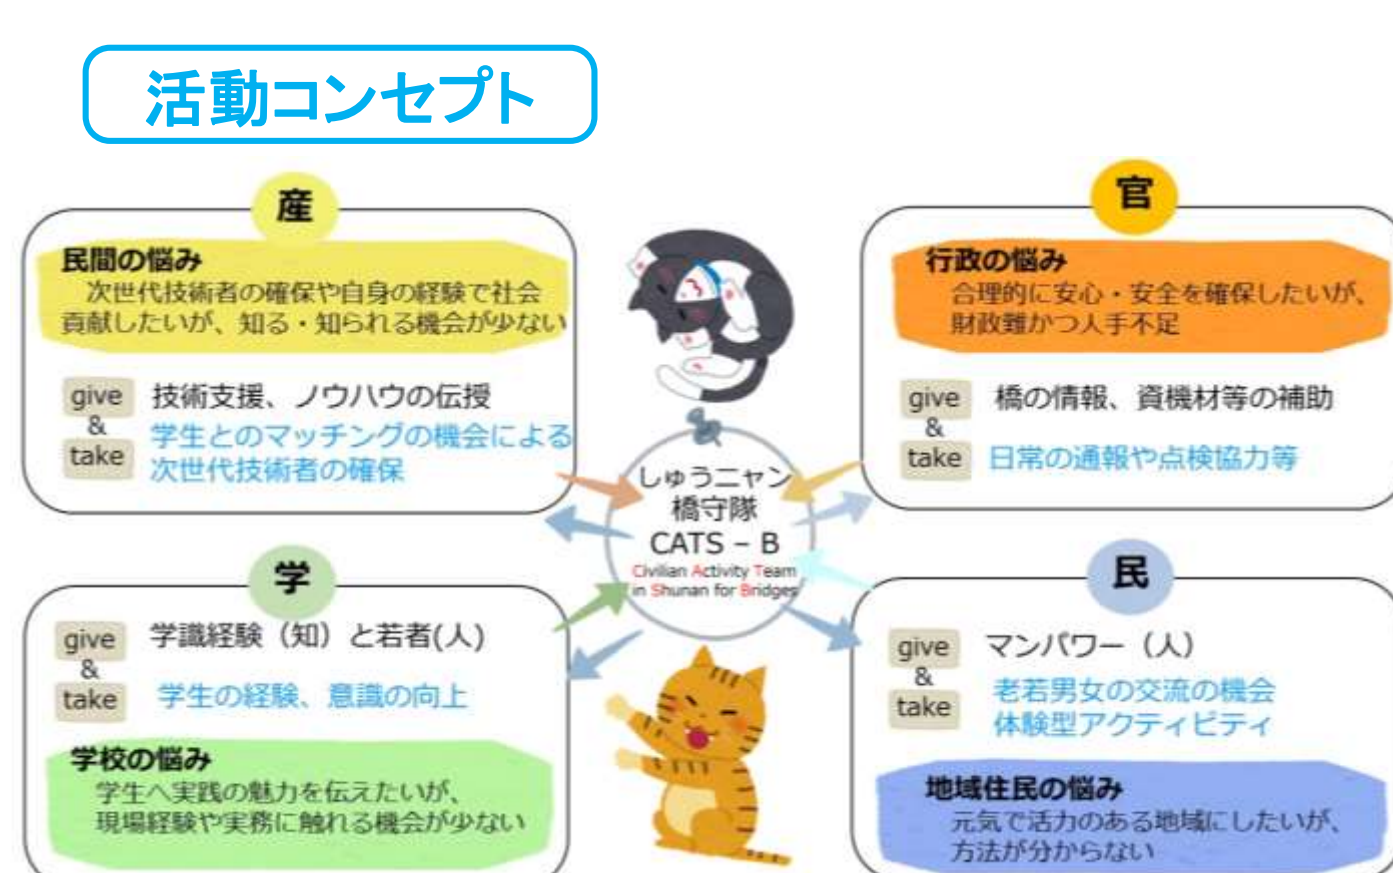 活動コンセプト
産
民間の悩み
次世代技術者の確保や自身の経験で社会
貢献したいが、知る・知られる機会が少ない
give
&
take
技術支援、ノウハウの伝授
学生とのマッチングの機会による
次世代技術者の確保
官
行政の悩み
合理的に安心・安全を確保したいが、
財政難かつ人手不足
give
&
take
橋の情報、資機材等の補助
日常の通報や点検協力等
しゅうニャン
橋守隊
CATS – B
Civilian Activity Team
in Shunan for Bridges
学
give
&
take
学識経験（知）と若者(人)
学生の経験、意識の向上
学校の悩み
学生へ実践の魅力を伝えたいが、
現場経験や実務に触れる機会が少ない
民
give
&
take
マンパワー（人）
老若男女の交流の機会
体験型アクティビティ
地域住民の悩み
元気で活力のある地域にしたいが、
方法が分からない